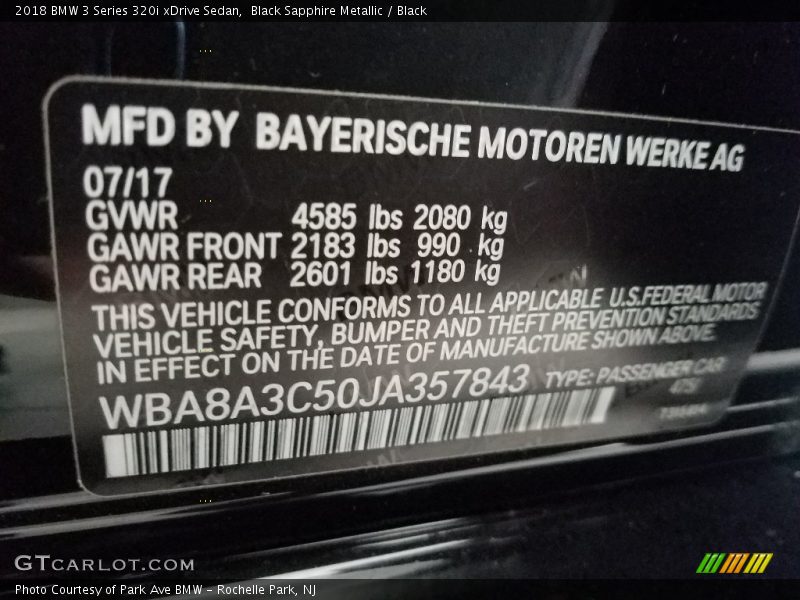 2018 BMW 3 Series 320i xDrive Sedan,  Black Sapphire Metallic / Black
MFD BY BAYERISCHE MOTOREN WERKE AG
07/17
GVWR 4585 lbs 2080 kg
GAWR FRONT 2183 lbs 990 kg
GAWR REAR 2601 lbs 1180 kg
THIS VEHICLE CONFORMS TO ALL APPLICABLE U.S.FEDERAL MOTOR
VEHICLE SAFETY, BUMPER AND THEFT PREVENTION STANDARDS
IN EFFECT ON THE DATE OF MANUFACTURE SHOWN ABOVE.
WBA8A3C50JA357843 TYPE: PASSENGER CAR
475/
GTCARLOT.COM
Photo Courtesy of Park Ave BMW - Rochelle Park, NJ